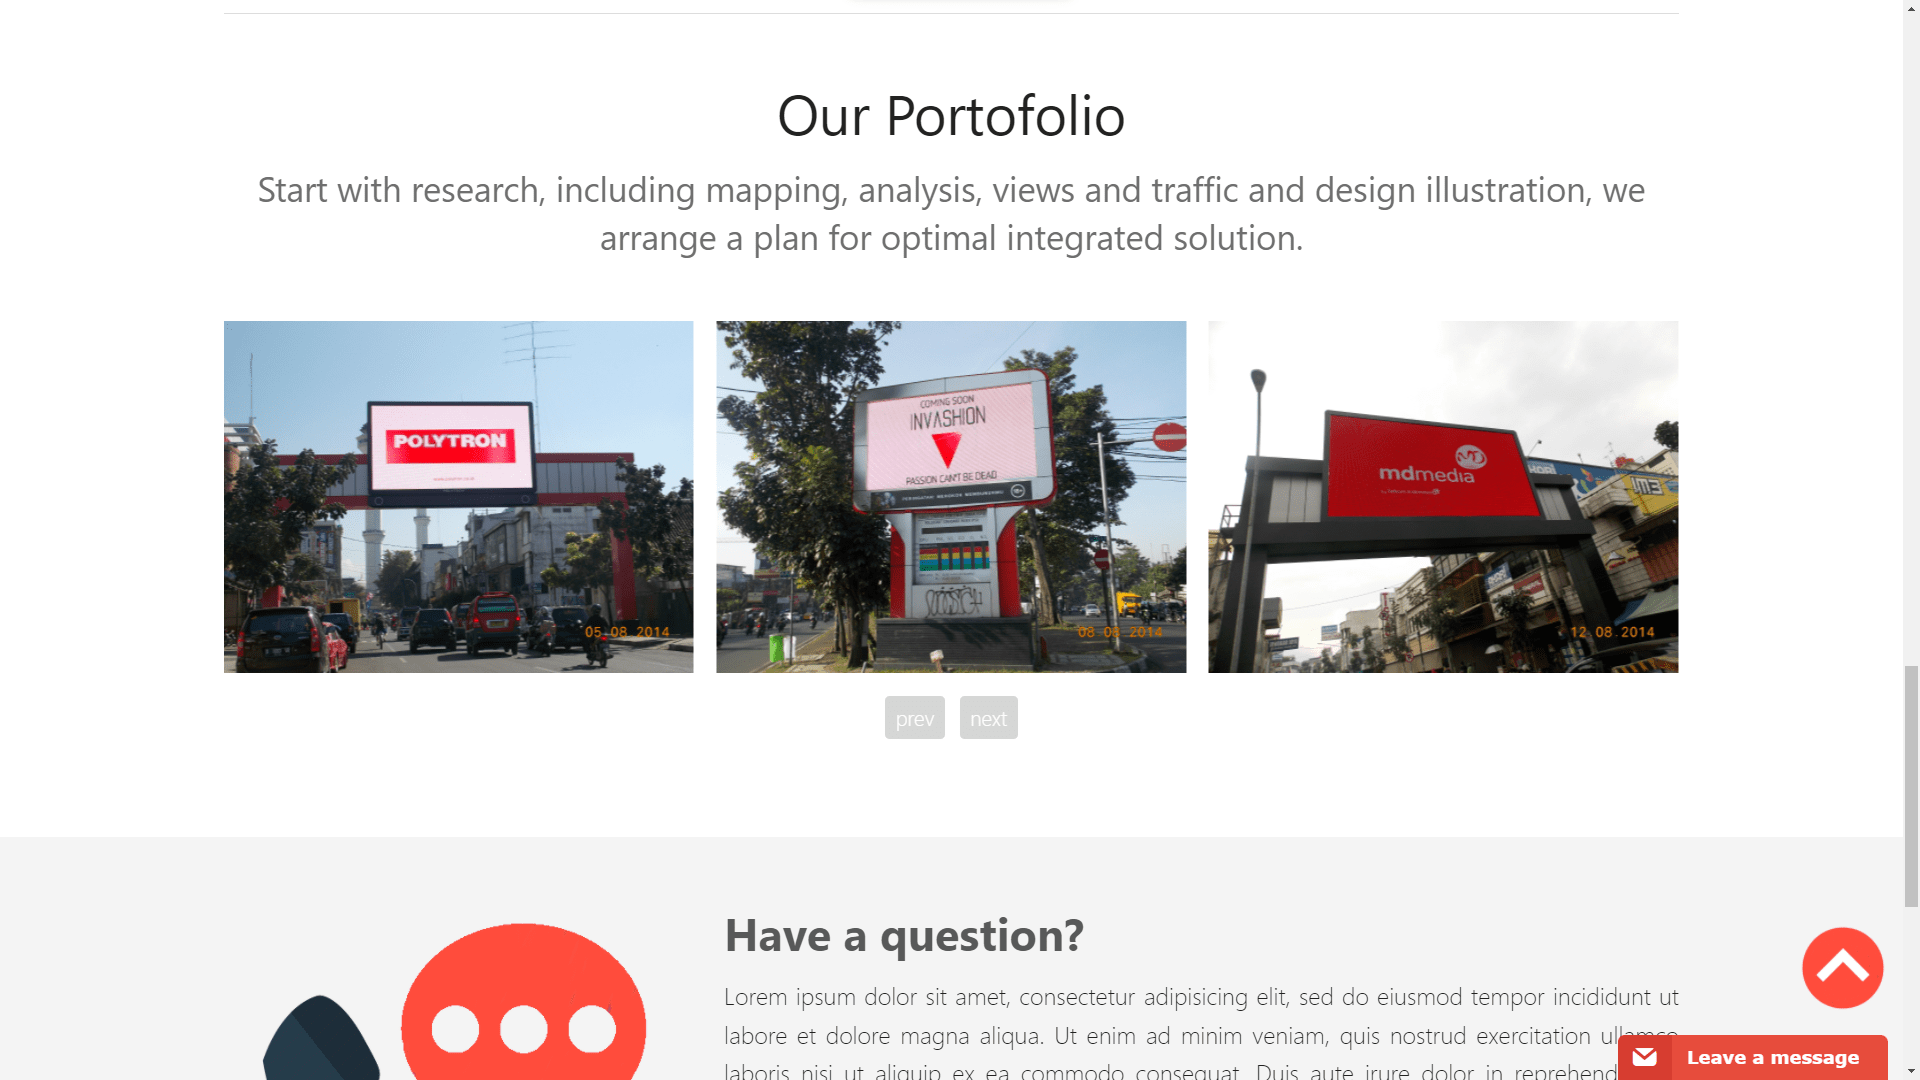 Our Portofolio
Start with research, including mapping, analysis, views and traffic and design illustration, we
arrange a plan for optimal integrated solution.
POLYTRON
05 08 2014
COMING SOON
INVASHION
PASSION CAN'T BE DEAD
18+
2014
mdmedia
12 08 2014
prev
next
Have a question?
Lorem ipsum dolor sit amet, consectetur adipisicing elit, sed do eiusmod tempor incididunt ut
labore et dolore magna aliqua. Ut enim ad minim veniam, quis nostrud exercitation ullamco
laboris nisi ut aliquip ex ea commodo consequat. Duis aute irure dolor in
Leave a message